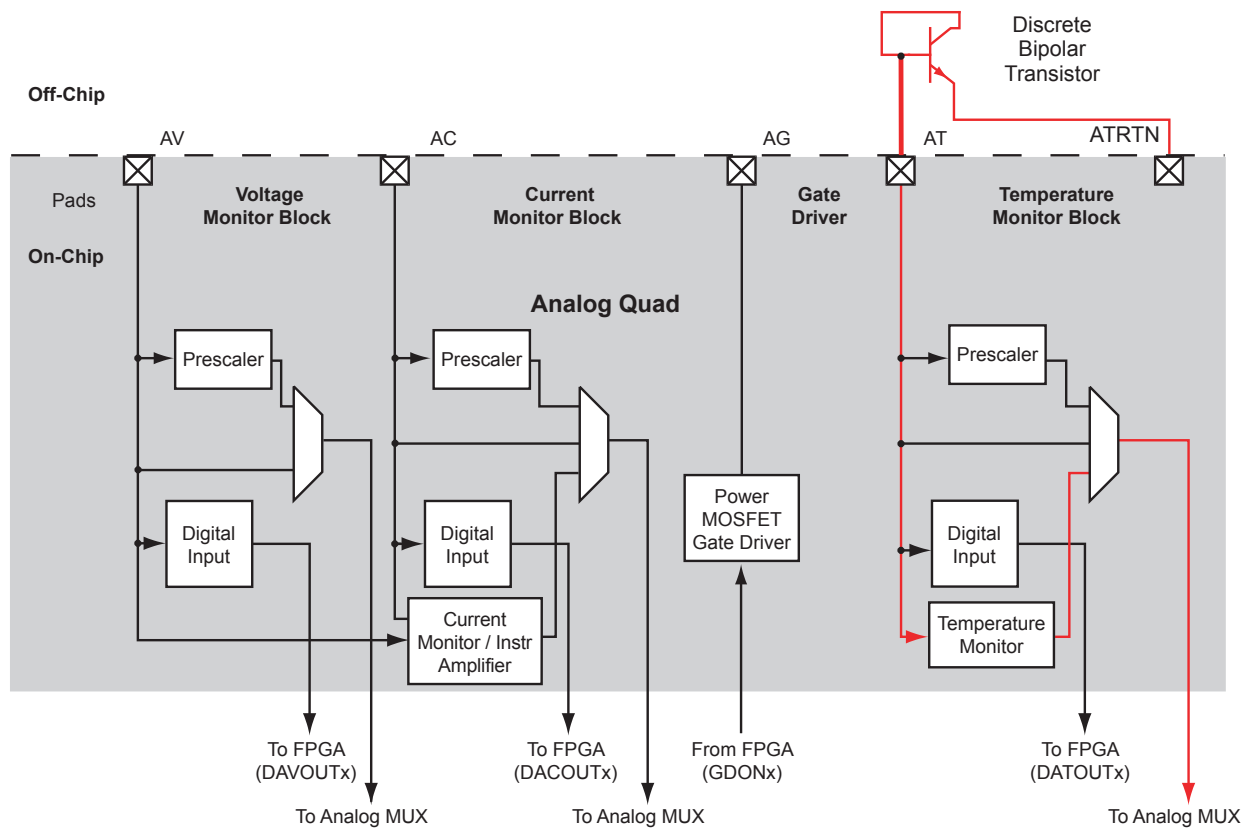 Discrete
Bipolar
Transistor
Off-Chip
AV
AC
AG
AT
ATRTN
Pads
Voltage
Monitor Block
Current
Monitor Block
Gate
Driver
Temperature
Monitor Block
On-Chip
Analog Quad
Prescaler
Prescaler
Prescaler
Digital
Input
Digital
Input
Power
MOSFET
Gate Driver
Digital
Input
Current
Monitor / Instr
Amplifier
Temperature
Monitor
To FPGA
(DAVOUTx)
To FPGA
(DACOUTx)
From FPGA
(GDONx)
To FPGA
(DATOUTx)
To Analog MUX
To Analog MUX
To Analog MUX